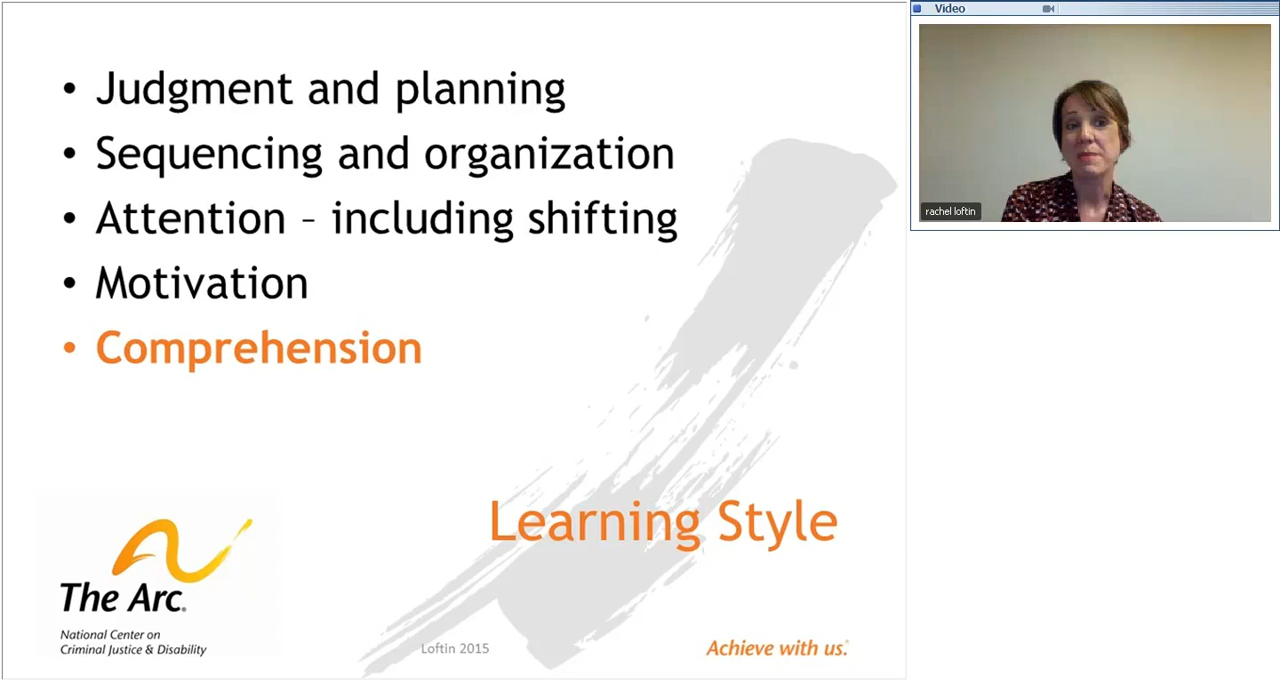 • Judgment and planning
• Sequencing and organization
• Attention – including shifting
• Motivation
• Comprehension
Learning Style
The Arc®
National Center on
Criminal Justice & Disability
Loftin 2015
Achieve with us.®
Video
rachel loftin